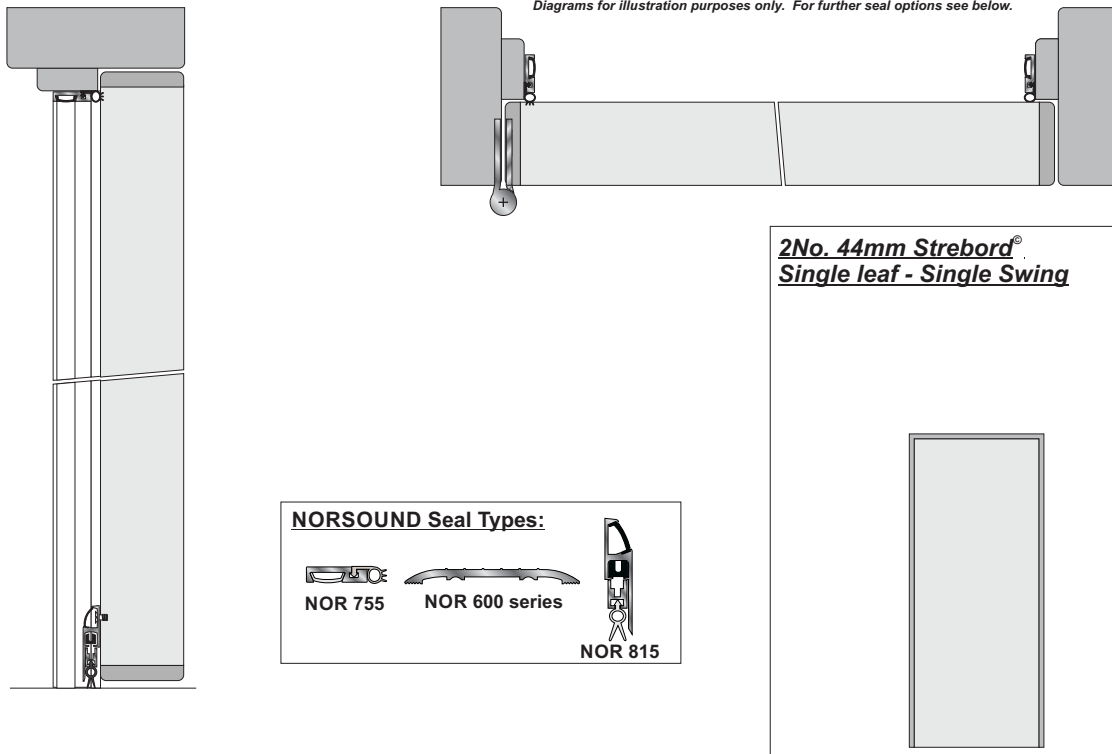 Diagrams for illustration purposes only. For further seal options see below.
2No. 44mm Strebord©
Single leaf - Single Swing
NORSOUND Seal Types:
NOR 755
NOR 600 series
NOR 815